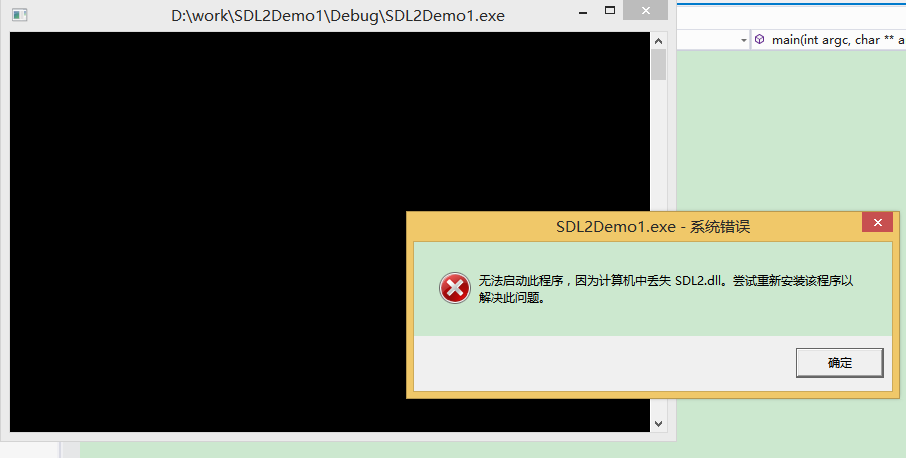 D:\work\SDL2Demo1\Debug\SDL2Demo1.exe
main(int argc, char ** a
SDL2Demo1.exe - 系统错误
无法启动此程序，因为计算机中丢失 SDL2.dll。尝试重新安装该程序以
解决此问题。
确定